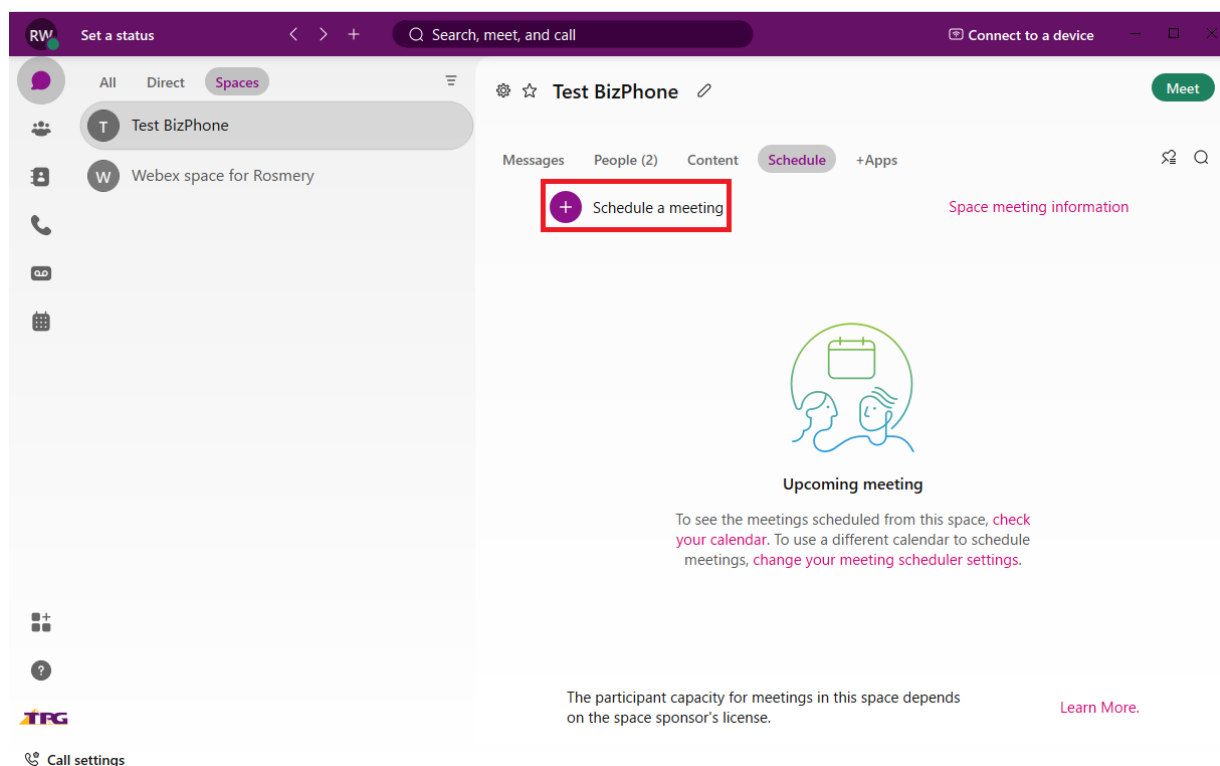 RW Set a status Search, meet, and call Connect to a device
All Direct Spaces
Test BizPhone Meet
T Test BizPhone
W Webex space for Rosmery
Messages People (2) Content Schedule +Apps
+ Schedule a meeting Space meeting information
Upcoming meeting
To see the meetings scheduled from this space, check
your calendar. To use a different calendar to schedule
meetings, change your meeting scheduler settings.
The participant capacity for meetings in this space depends
on the space sponsor's license.
Learn More.
TPG
Call settings